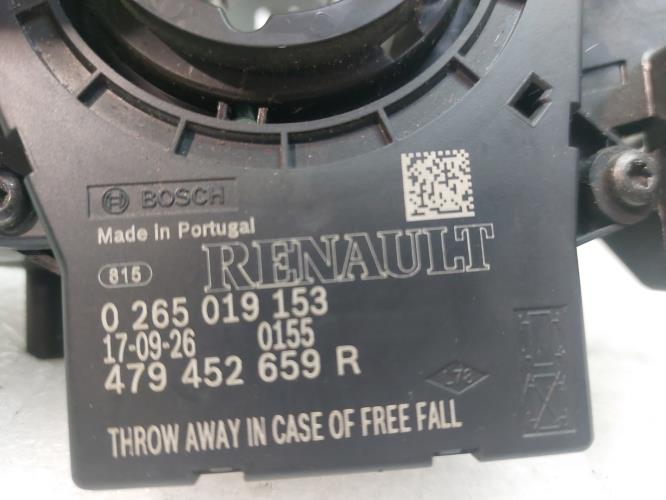 BOSCH
Made in Portugal
815
RENAULT
0 265 019 153
17-09-26 0155
479 452 659 R
THROW AWAY IN CASE OF FREE FALL